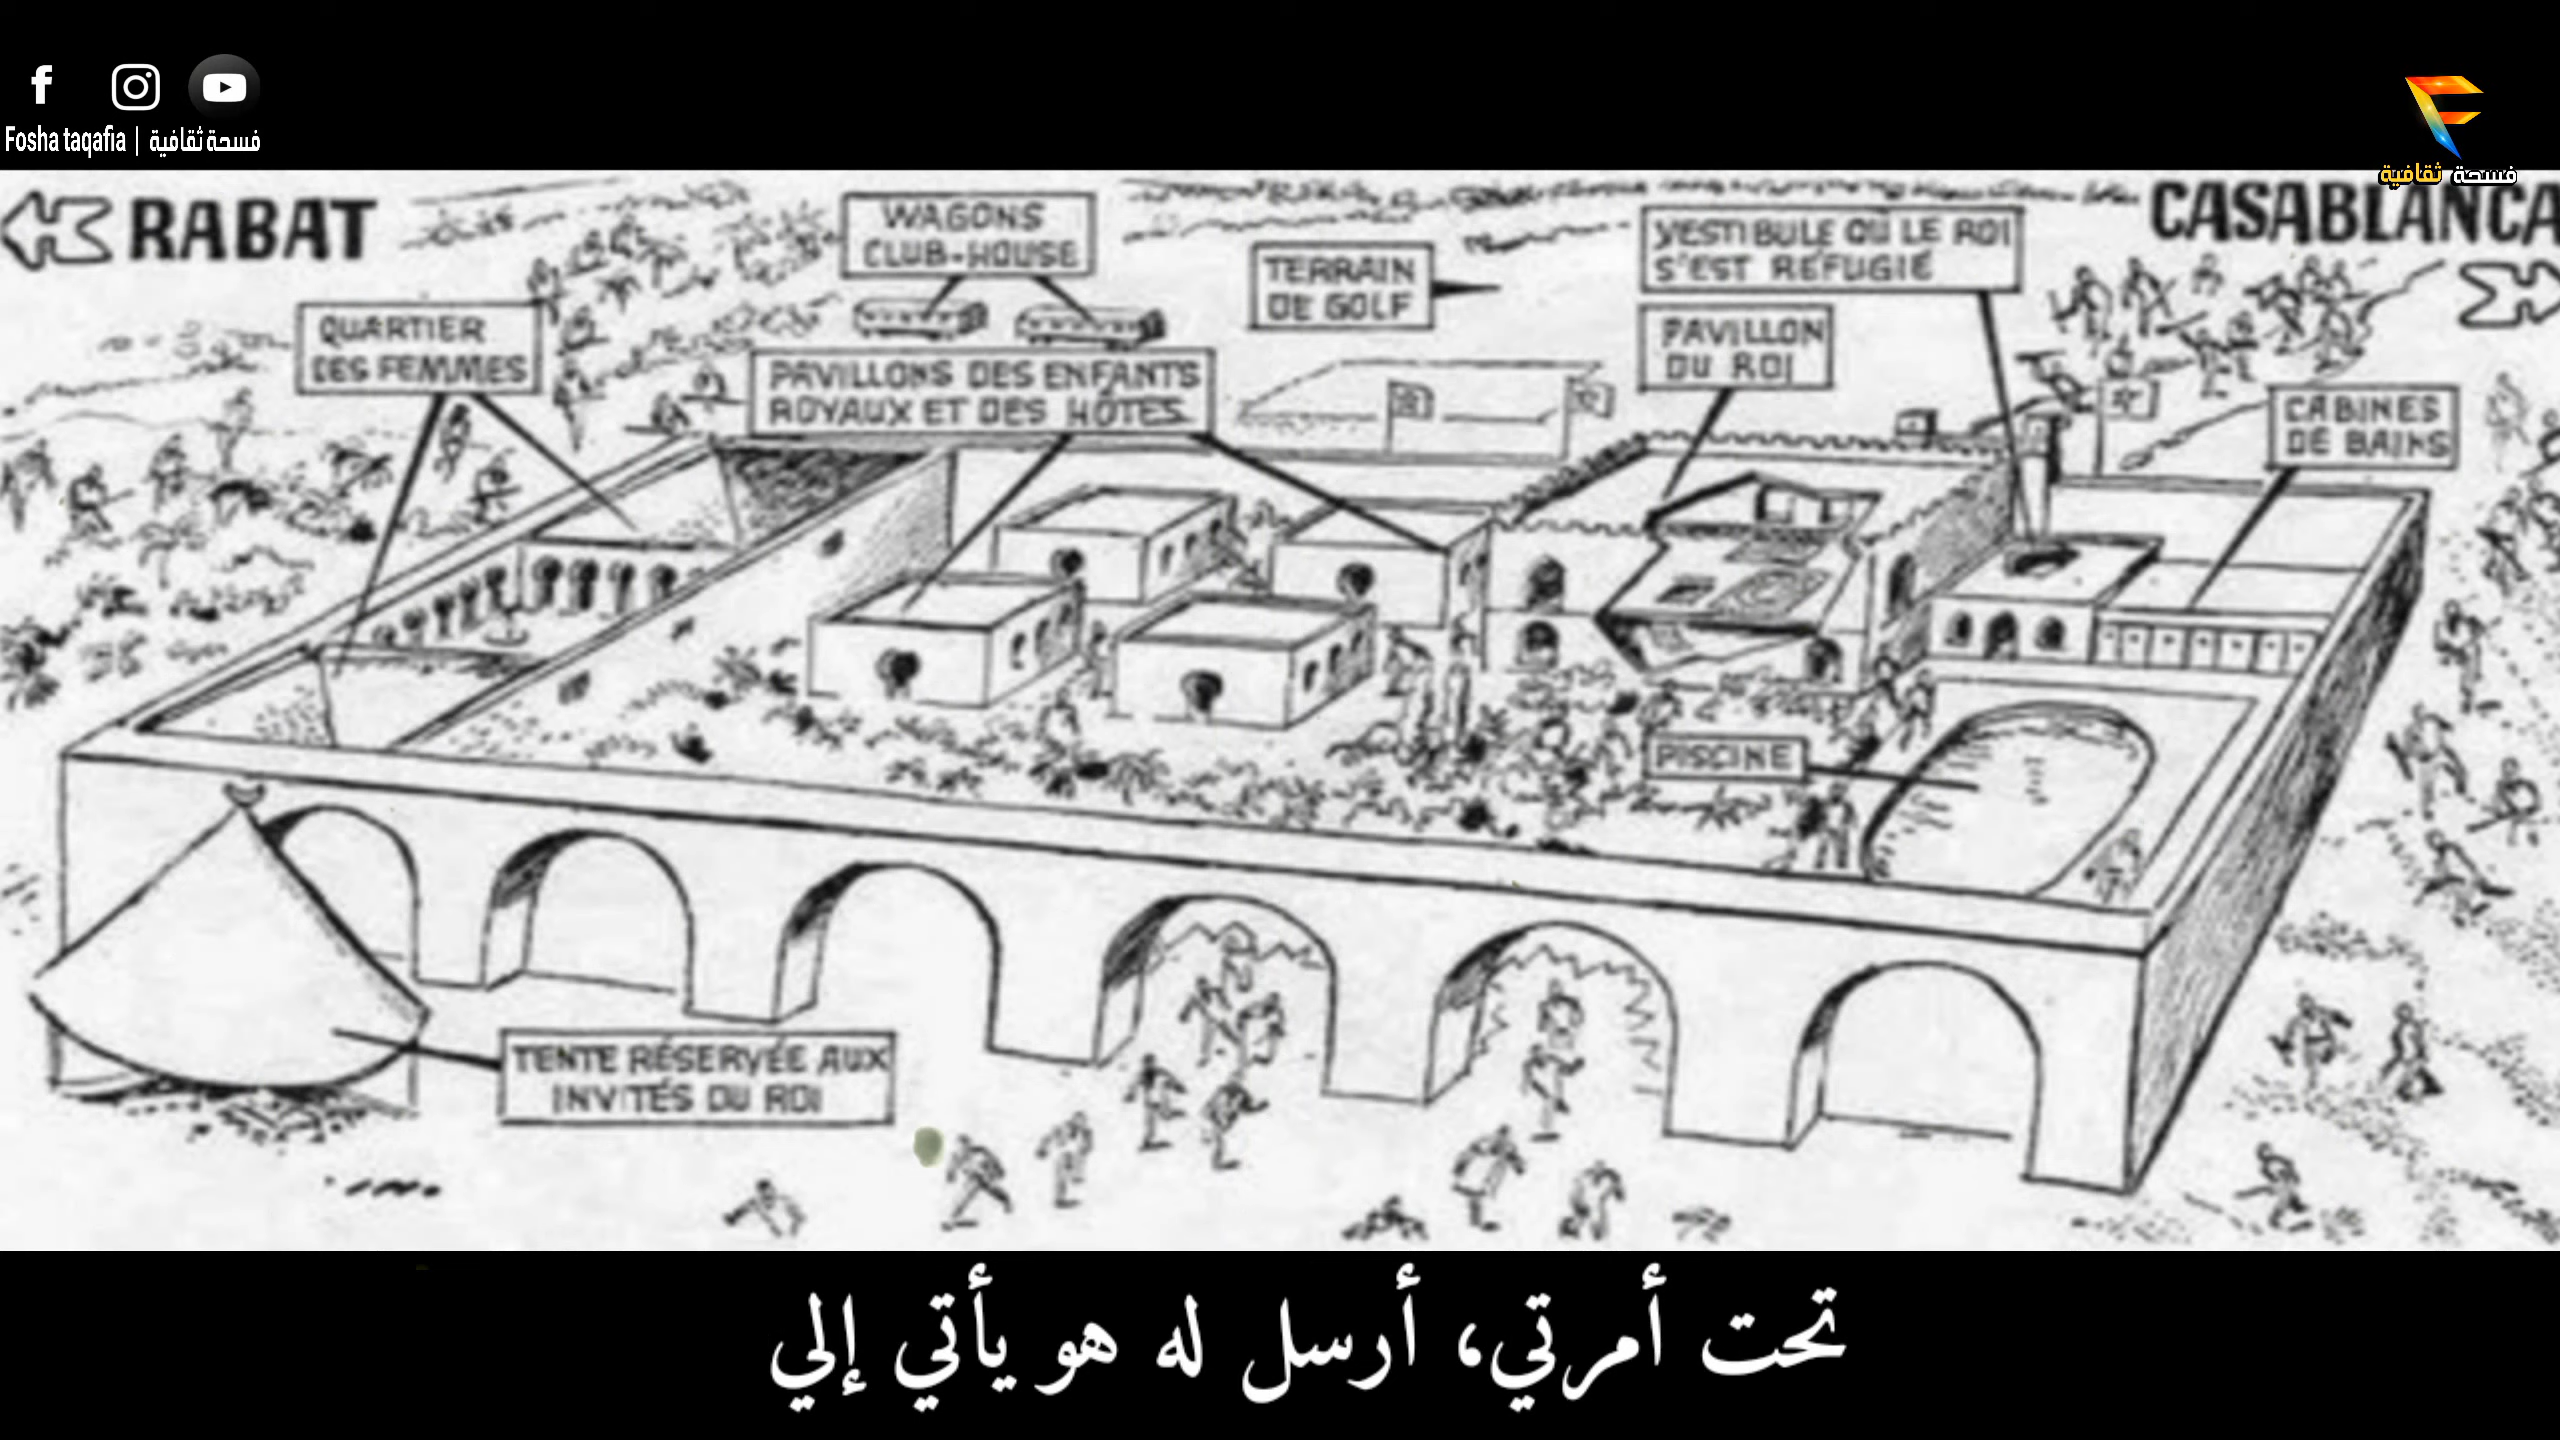 Fosha taqafia | فسحة ثقافية
فسحة ثقافية
RABAT
WAGONS
CLUB-HOUSE
TERRAIN
DE GOLF
VESTIBULE OU LE ROI
S'EST RÉFUGIÉ
CASABLANCA
QUARTIER
DES FEMMES
PAVILLONS DES ENFANTS
ROYAUX ET DES HÔTES
PAVILLON
DU ROI
CABINES
DE BAINS
PISCINE
TENTE RÉSERVÉE AUX
INVITÉS DU ROI
تحت أمرتي، أرسل له هو يأتي إلي